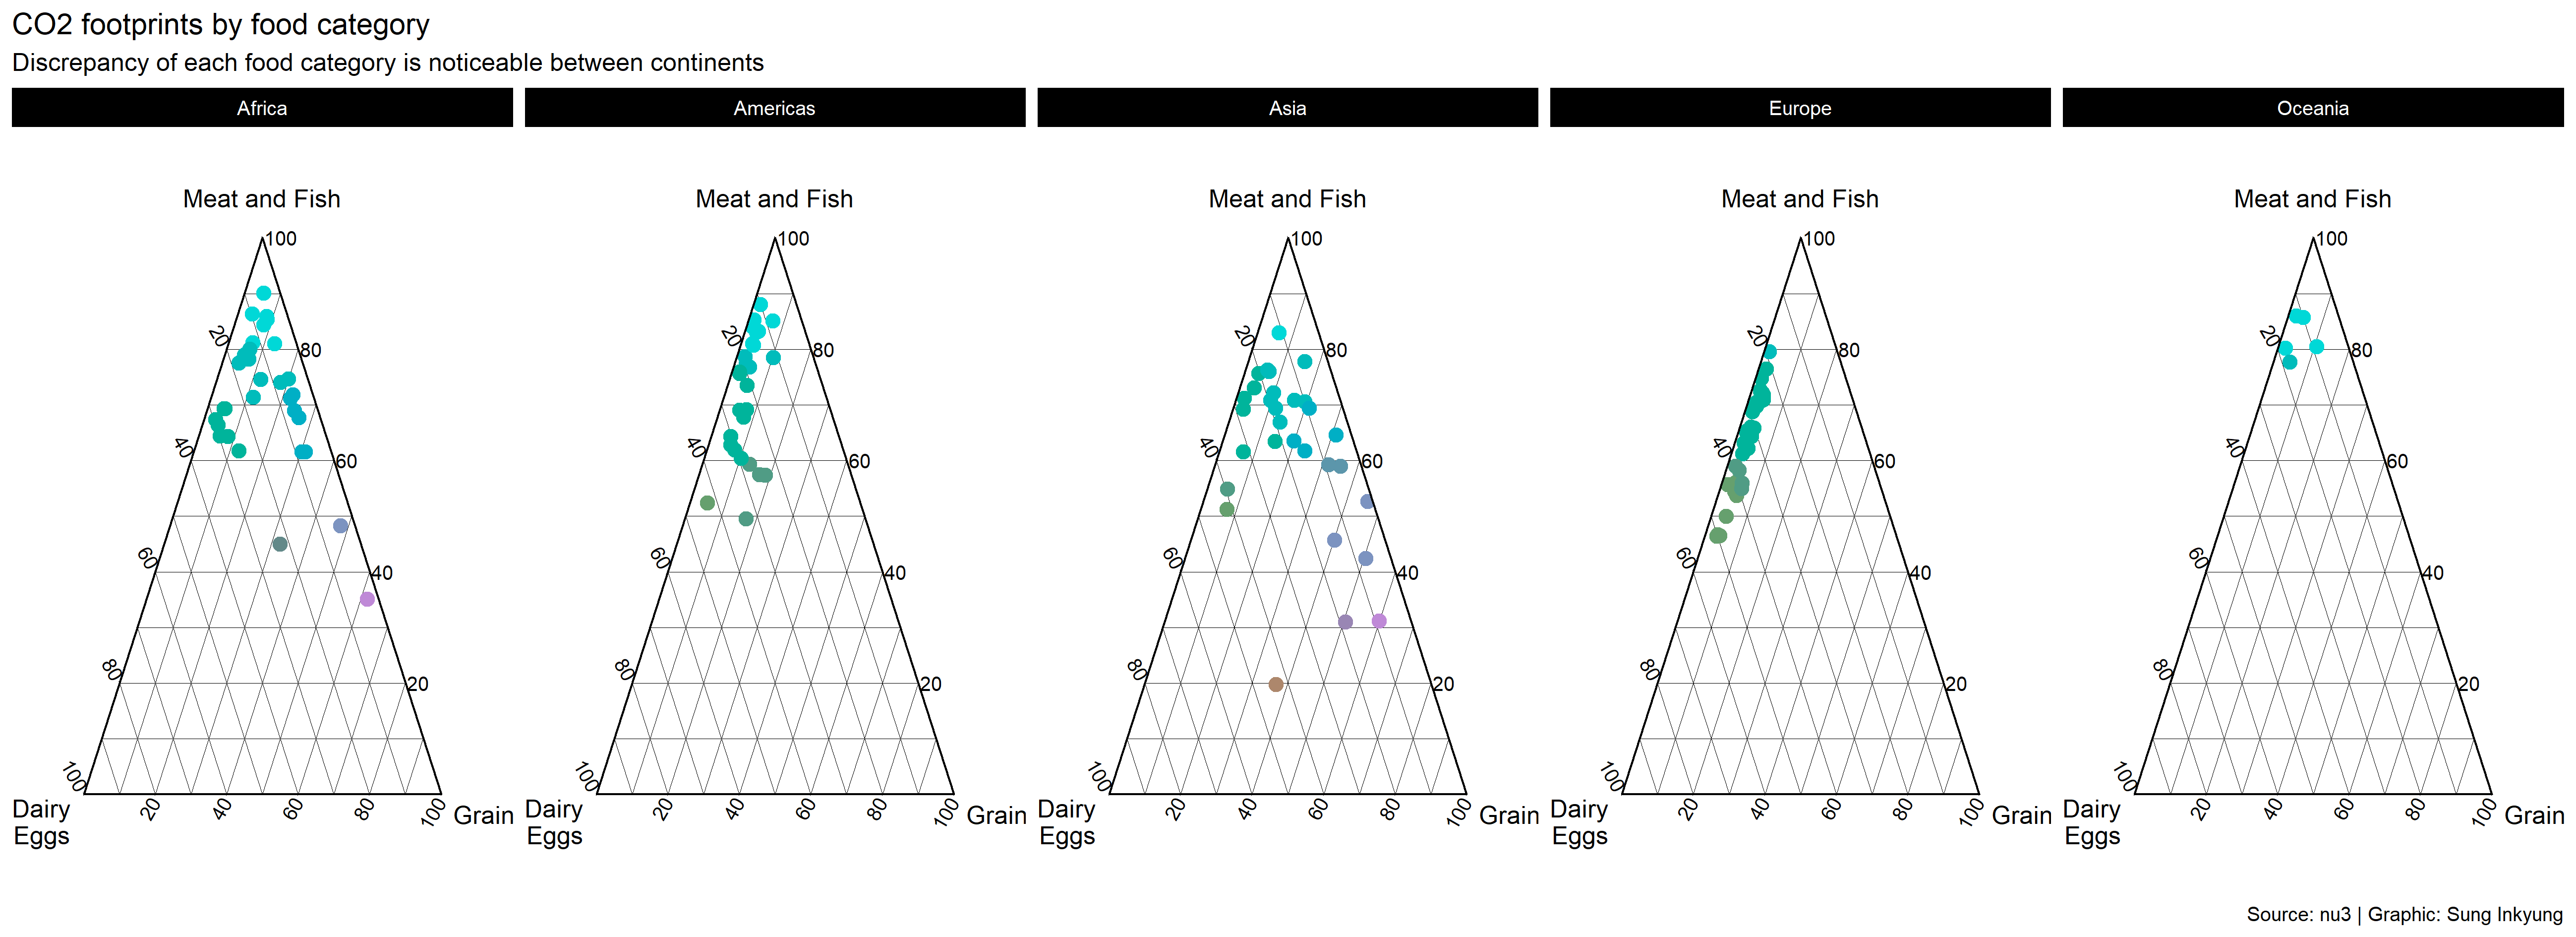 CO2 footprints by food category
Discrepancy of each food category is noticeable between continents
Africa
Americas
Asia
Europe
Oceania
Meat and Fish
100
20
80
40
60
60
40
80
20
100
20
40
60
80
100
Dairy
Eggs
Grain
Meat and Fish
100
20
80
40
60
60
40
80
20
100
20
40
60
80
100
Dairy
Eggs
Grain
Meat and Fish
100
20
80
40
60
60
40
80
20
100
20
40
60
80
100
Dairy
Eggs
Grain
Meat and Fish
100
20
80
40
60
60
40
80
20
100
20
40
60
80
100
Dairy
Eggs
Grain
Meat and Fish
100
20
80
40
60
60
40
80
20
100
20
40
60
80
100
Dairy
Eggs
Grain
Source: nu3 | Graphic: Sung Inkyung